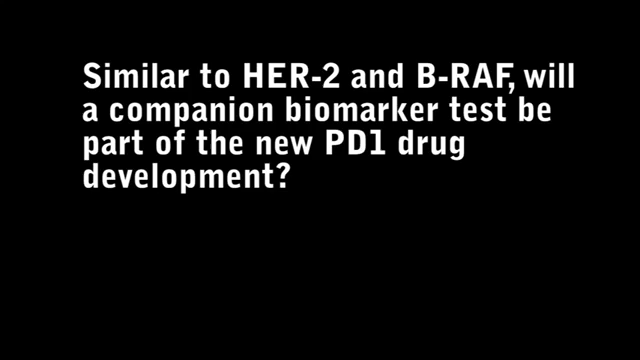 Similar to HER-2 and B-RAF, will
a companion biomarker test be
part of the new PD1 drug
development?